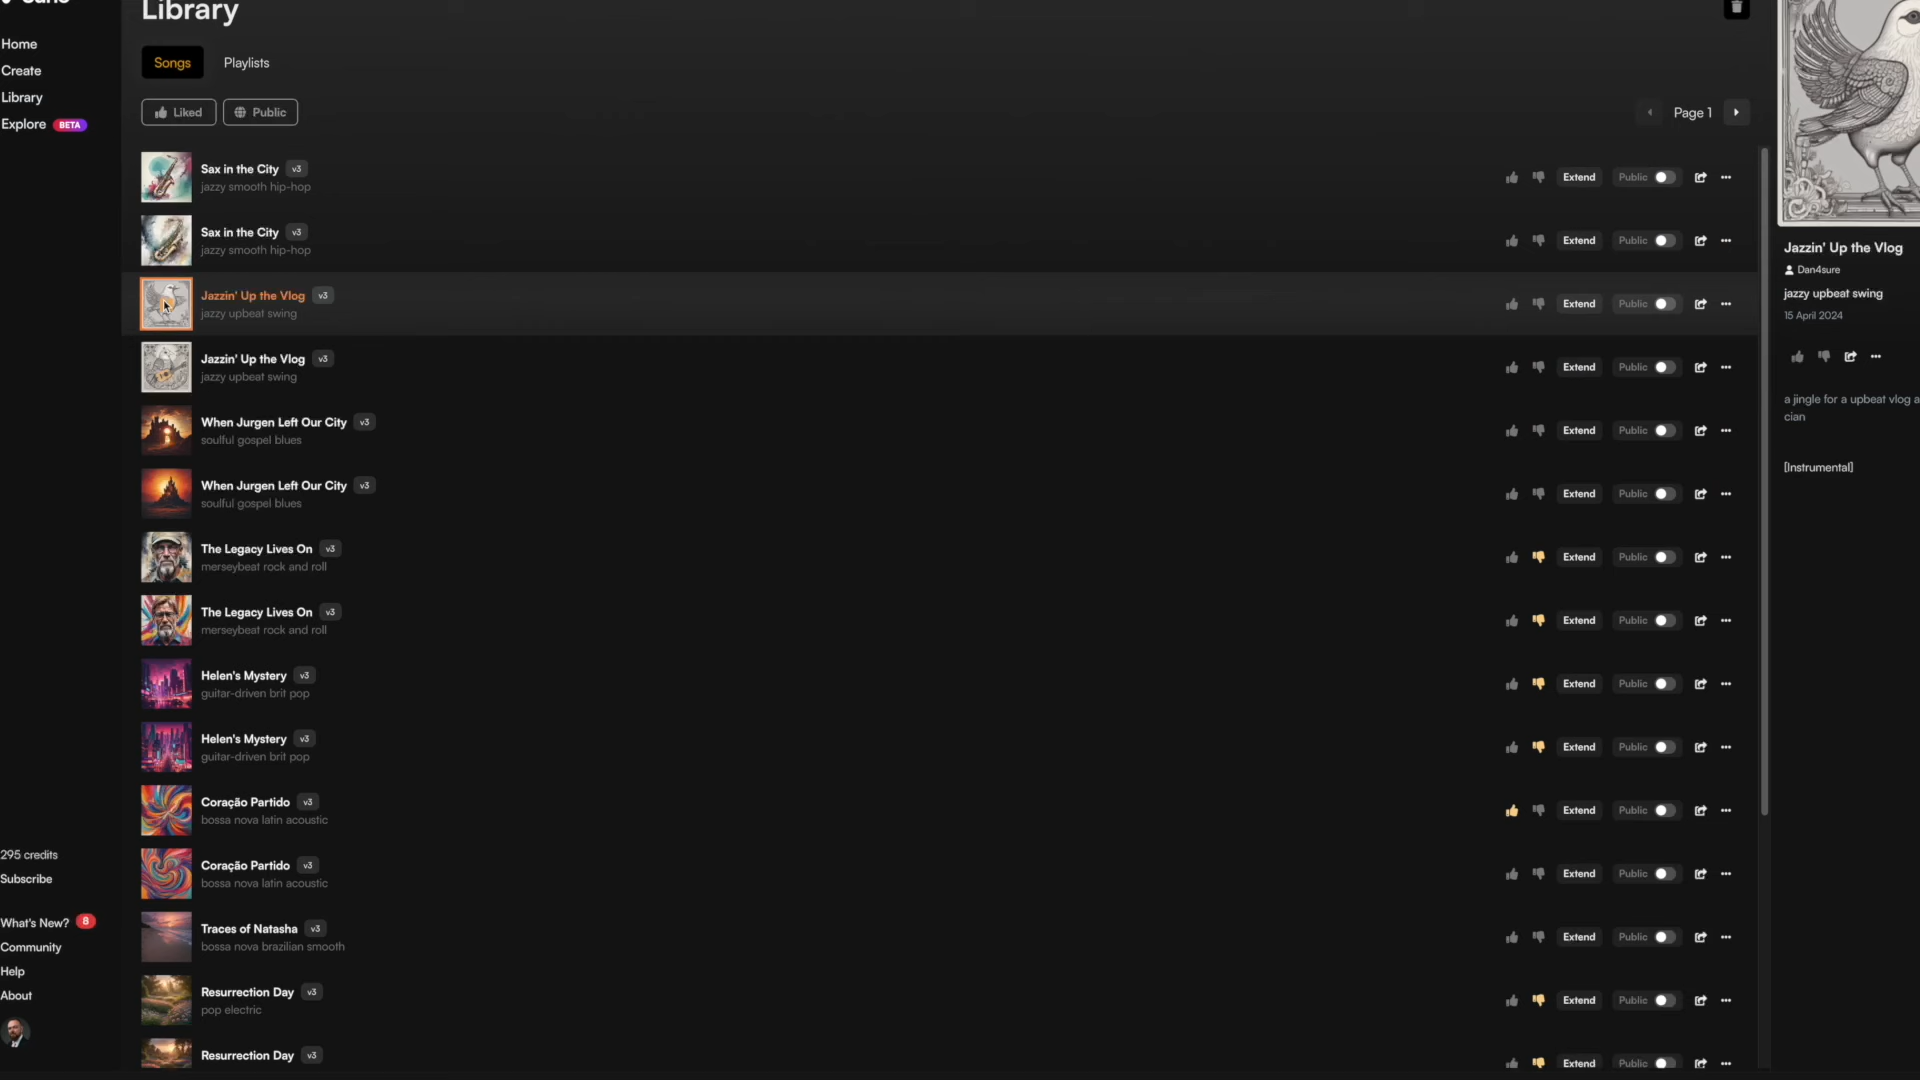 Library
Home
Create
Library
Explore BETA
Songs
Playlists
Liked
Public
Page 1
Sax in the City v3
jazzy smooth hip-hop
Extend
Public
Sax in the City v3
jazzy smooth hip-hop
Extend
Public
Jazzin' Up the Vlog v3
jazzy upbeat swing
Extend
Public
Jazzin' Up the Vlog v3
jazzy upbeat swing
Extend
Public
When Jurgen Left Our City v3
soulful gospel blues
Extend
Public
When Jurgen Left Our City v3
soulful gospel blues
Extend
Public
The Legacy Lives On v3
merseybeat rock and roll
Extend
Public
The Legacy Lives On v3
merseybeat rock and roll
Extend
Public
Helen's Mystery v3
guitar-driven brit pop
Extend
Public
Helen's Mystery v3
guitar-driven brit pop
Extend
Public
Coração Partido v3
bossa nova latin acoustic
Extend
Public
Coração Partido v3
bossa nova latin acoustic
Extend
Public
Traces of Natasha v3
bossa nova brazilian smooth
Extend
Public
Resurrection Day v3
pop electric
Extend
Public
Resurrection Day v3
Extend
Public
295 credits
Subscribe
What's New? 8
Community
Help
About
Jazzin' Up the Vlog
Dan4sure
jazzy upbeat swing
15 April 2024
a jingle for a upbeat vlog a
cian
[Instrumental]